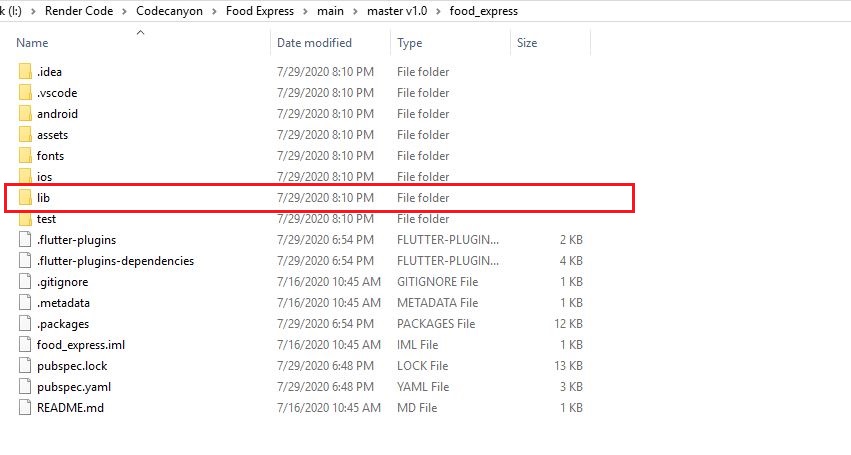 k (I:) > Render Code > Codecanyon > Food Express > main > master v1.0 > food_express
Name Date modified Type Size
.idea 7/29/2020 8:10 PM File folder
.vscode 7/29/2020 8:10 PM File folder
android 7/29/2020 8:10 PM File folder
assets 7/29/2020 8:10 PM File folder
fonts 7/29/2020 8:10 PM File folder
ios 7/29/2020 8:10 PM File folder
lib 7/29/2020 8:10 PM File folder
test 7/29/2020 8:10 PM File folder
.flutter-plugins 7/29/2020 6:54 PM FLUTTER-PLUGIN... 2 KB
.flutter-plugins-dependencies 7/29/2020 6:54 PM FLUTTER-PLUGIN... 4 KB
.gitignore 7/16/2020 10:45 AM GITIGNORE File 1 KB
.metadata 7/16/2020 10:45 AM METADATA File 1 KB
.packages 7/29/2020 6:54 PM PACKAGES File 12 KB
food_express.iml 7/16/2020 10:45 AM IML File 1 KB
pubspec.lock 7/29/2020 6:48 PM LOCK File 13 KB
pubspec.yaml 7/29/2020 6:48 PM YAML File 3 KB
README.md 7/16/2020 10:45 AM MD File 1 KB